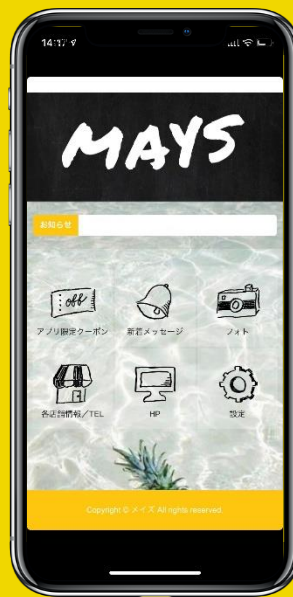 14:17
MAYS
お知らせ
off
アプリ限定クーポン
新着メッセージ
フォト
各店舗情報/TEL
HP
設定
Copyright © メイズ All rights reserved.